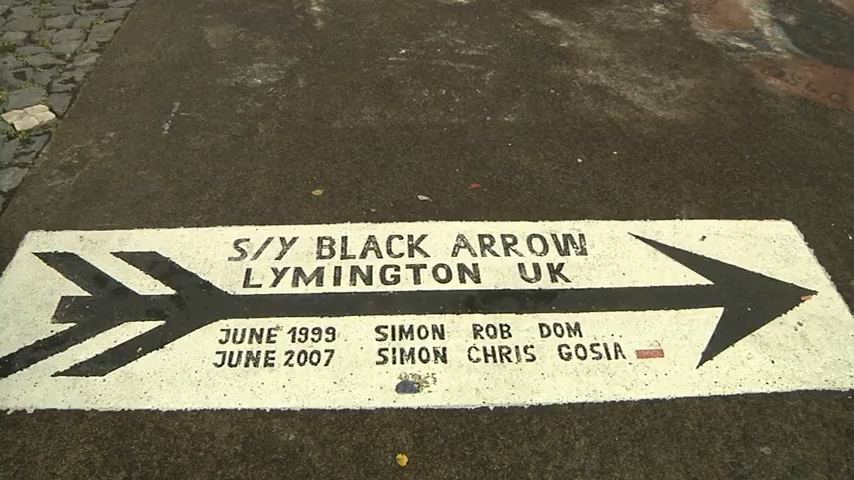 S/Y BLACK ARROW
LYMINGTON UK
JUNE 1999 SIMON ROB DOM
JUNE 2007 SIMON CHRIS GOSIA